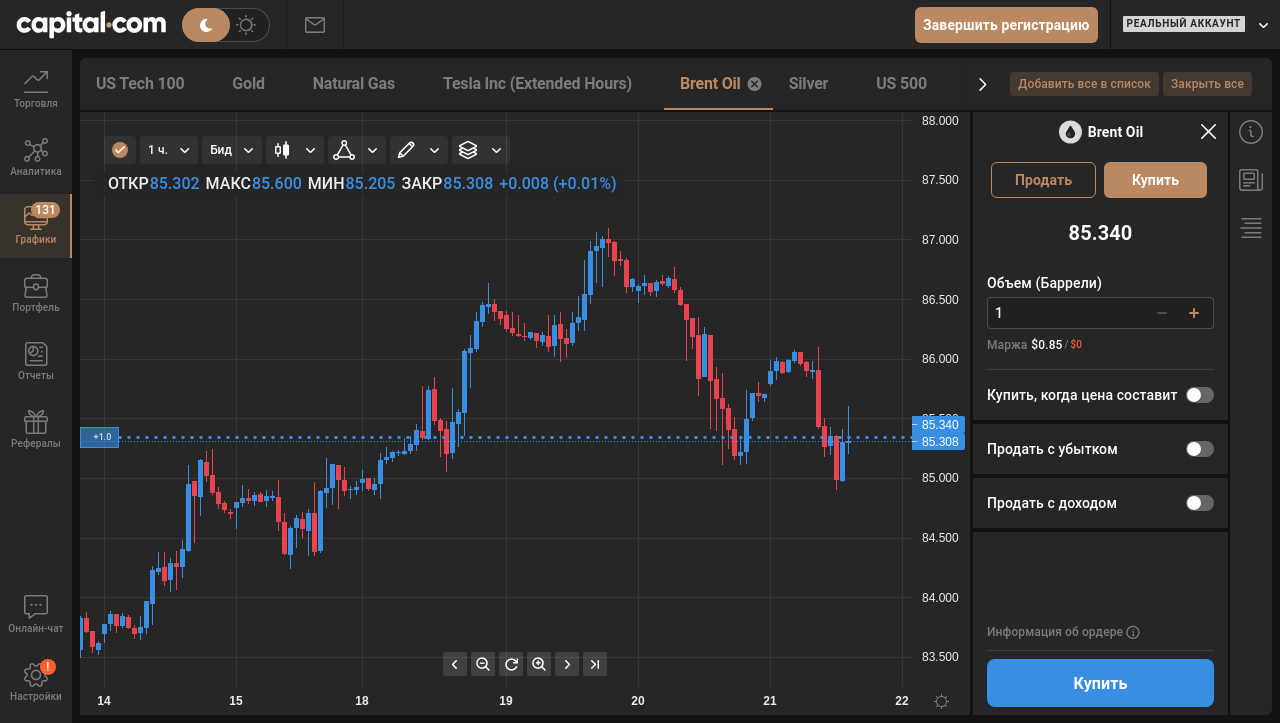 capital.com
Завершить регистрацию
РЕАЛЬНЫЙ АККАУНТ
Торговля
Аналитика
131
Графики
Портфель
Отчеты
Рефералы
Онлайн-чат
!
Настройки
US Tech 100 Gold Natural Gas Tesla Inc (Extended Hours) Brent Oil Silver US 500
Добавить все в список Закрыть все
1 ч. Бид
ОТКР85.302 МАКС85.600 МИН85.205 ЗАКР85.308 +0.008 (+0.01%)
+1.0
88.000
87.500
87.000
86.500
86.000
85.500
85.340
85.308
85.000
84.500
84.000
83.500
14 15 18 19 20 21 22
Brent Oil
Продать Купить
85.340
Объем (Баррели)
1 − +
Маржа $0.85 / $0
Купить, когда цена составит
Продать с убытком
Продать с доходом
Информация об ордере
Купить